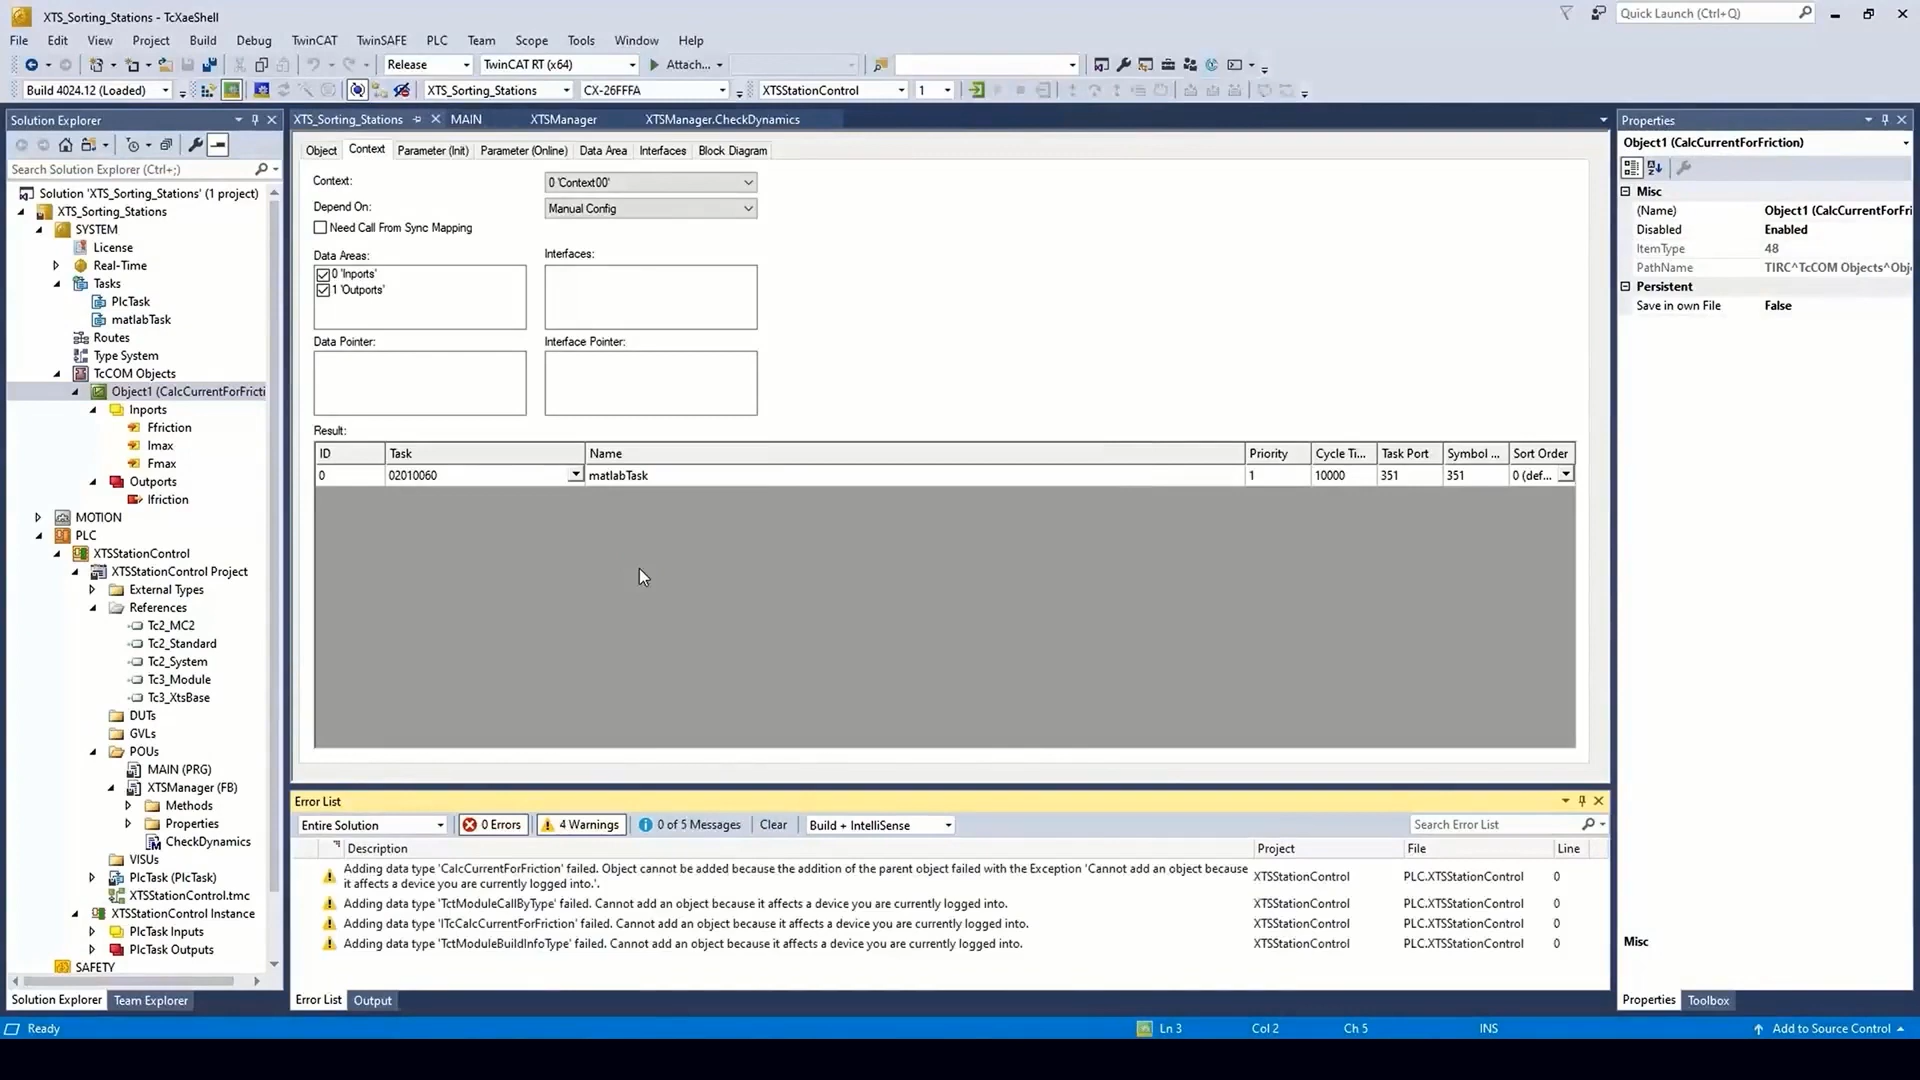 XTS_Sorting_Stations - TcXaeShell
Quick Launch (Ctrl+Q)
File Edit View Project Build Debug TwinCAT TwinSAFE PLC Team Scope Tools Window Help
Release TwinCAT RT (x64) Attach...
Build 4024.12 (Loaded) XTS_Sorting_Stations CX-26FFFA XTSStationControl 1
Solution Explorer
Search Solution Explorer (Ctrl+;)
Solution 'XTS_Sorting_Stations' (1 project)
XTS_Sorting_Stations
SYSTEM
License
Real-Time
Tasks
PlcTask
matlabTask
Routes
Type System
TcCOM Objects
Object1 (CalcCurrentForFricti
Inports
Ffriction
Imax
Fmax
Outports
Ifriction
MOTION
PLC
XTSStationControl
XTSStationControl Project
External Types
References
Tc2_MC2
Tc2_Standard
Tc2_System
Tc3_Module
Tc3_XtsBase
DUTs
GVLs
POUs
MAIN (PRG)
XTSManager (FB)
Methods
Properties
CheckDynamics
VISUs
PlcTask (PlcTask)
XTSStationControl.tmc
XTSStationControl Instance
PlcTask Inputs
PlcTask Outputs
SAFETY
Solution Explorer Team Explorer
XTS_Sorting_Stations MAIN XTSManager XTSManager.CheckDynamics
Object Context Parameter (Init) Parameter (Online) Data Area Interfaces Block Diagram
Context: 0 'Context00'
Depend On: Manual Config
Need Call From Sync Mapping
Data Areas: Interfaces:
0 'Inports'
1 'Outports'
Data Pointer: Interface Pointer:
Result:
ID Task Name Priority Cycle Ti... Task Port Symbol ... Sort Order
0 02010060 matlabTask 1 10000 351 351 0 (def...
Error List
Entire Solution 0 Errors 4 Warnings 0 of 5 Messages Clear Build + IntelliSense Search Error List
Description Project File Line
Adding data type 'CalcCurrentForFriction' failed. Object cannot be added because the addition of the parent object failed with the Exception 'Cannot add an object because
it affects a device you are currently logged into.'. XTSStationControl PLC.XTSStationControl 0
Adding data type 'TctModuleCallByType' failed. Cannot add an object because it affects a device you are currently logged into. XTSStationControl PLC.XTSStationControl 0
Adding data type 'ITcCalcCurrentForFriction' failed. Cannot add an object because it affects a device you are currently logged into. XTSStationControl PLC.XTSStationControl 0
Adding data type 'TctModuleBuildInfoType' failed. Cannot add an object because it affects a device you are currently logged into. XTSStationControl PLC.XTSStationControl 0
Error List Output
Properties
Object1 (CalcCurrentForFriction)
Misc
(Name) Object1 (CalcCurrentForFri
Disabled Enabled
ItemType 48
PathName TIRC^TcCOM Objects^Obj
Persistent
Save in own File False
Misc
Properties Toolbox
Ready Ln 3 Col 2 Ch 5 INS Add to Source Control